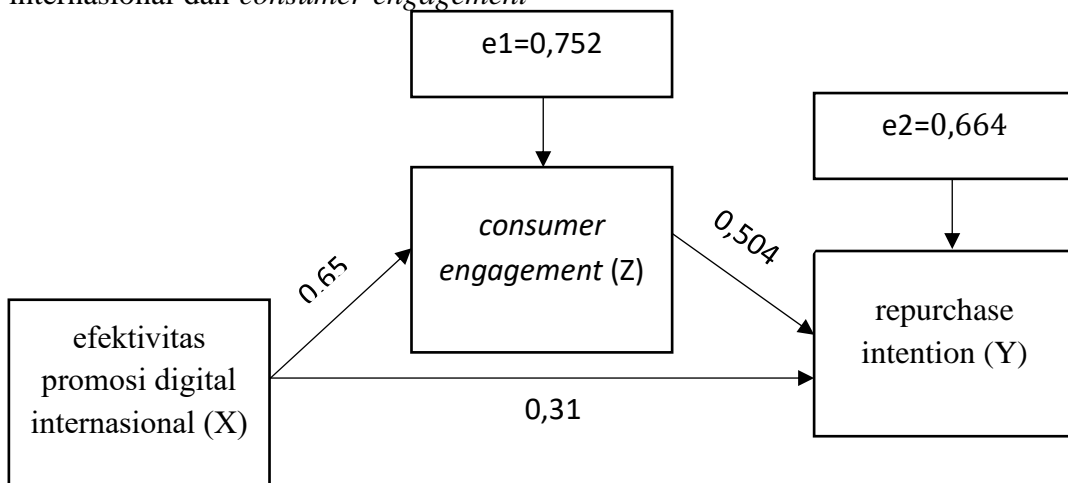 internasional dan consumer engagement
e1=0,752
e2=0,664
consumer
engagement (Z)
0,65
0,504
efektivitas
promosi digital
internasional (X)
repurchase
intention (Y)
0,31